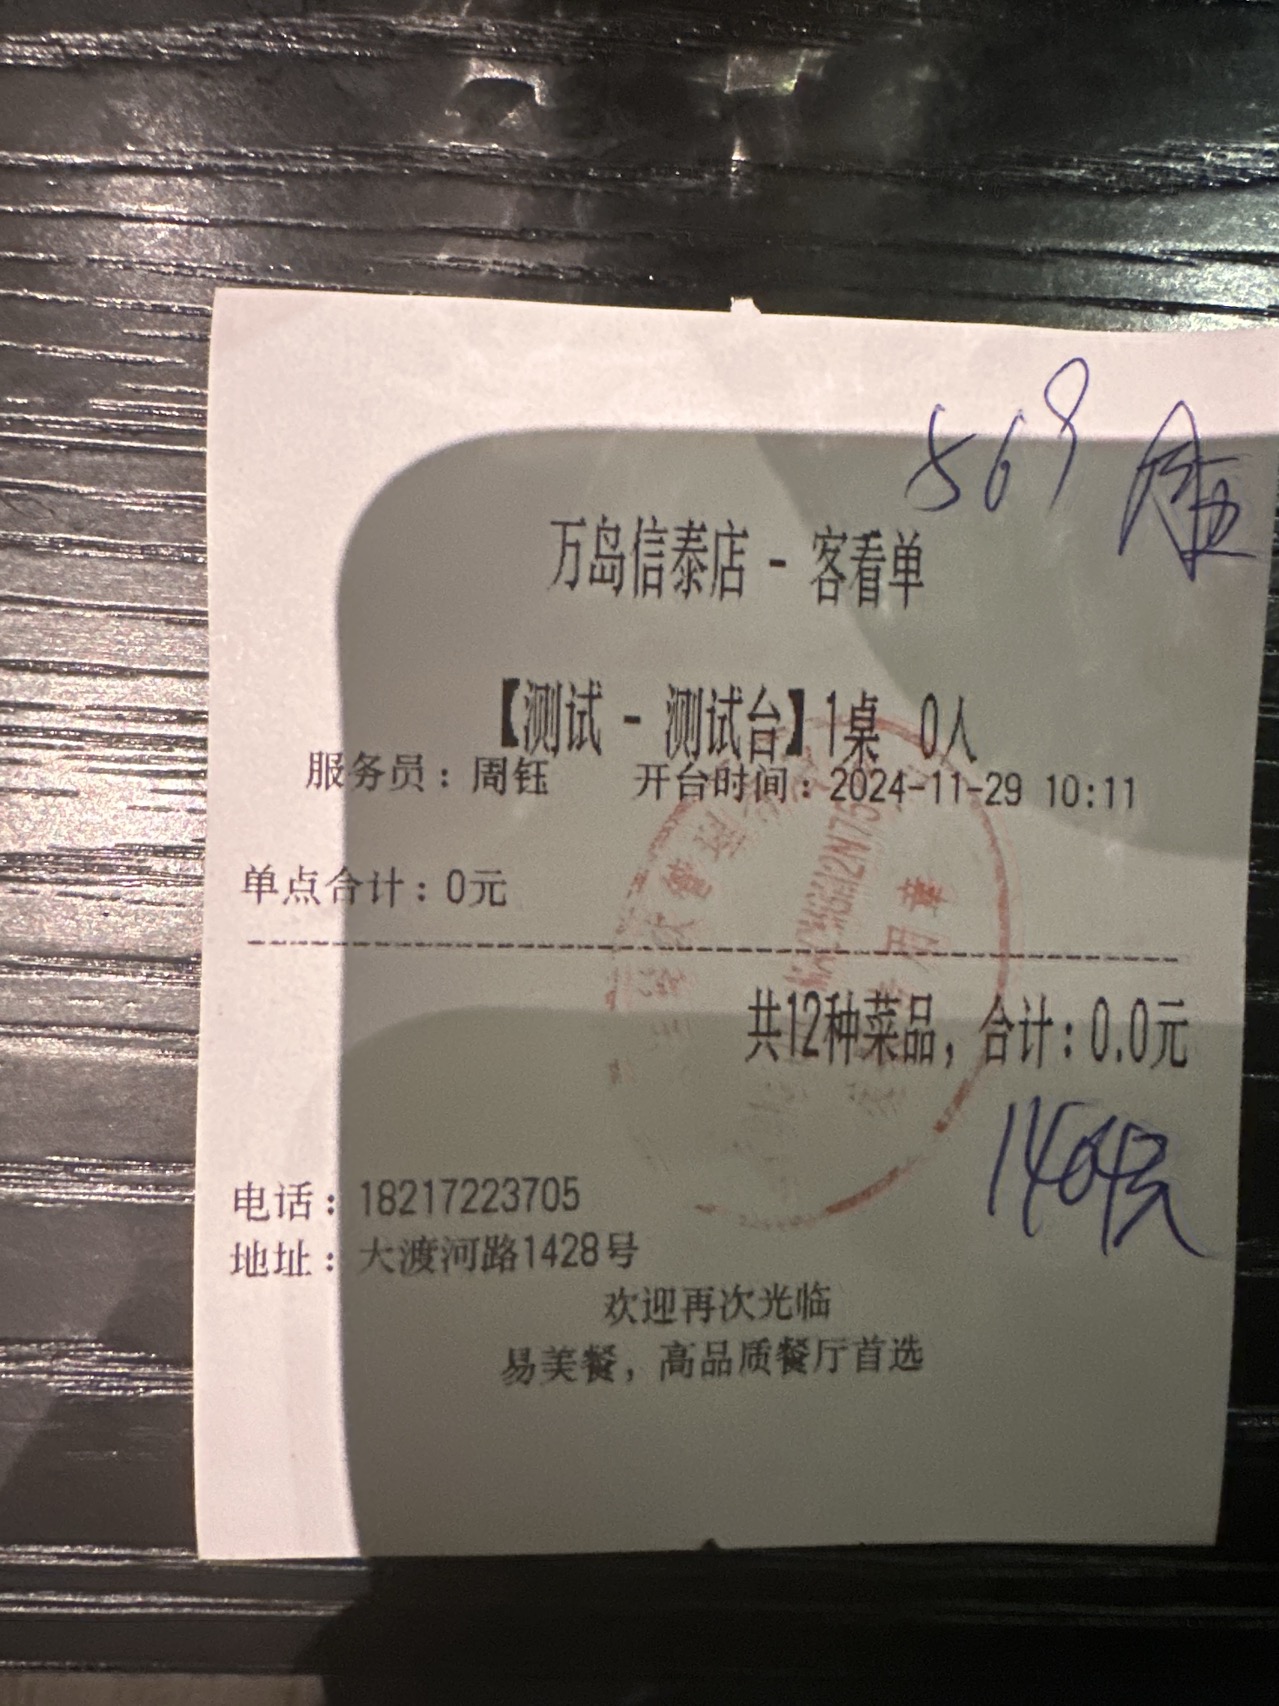 569
万岛信泰店 - 客看单
【测试 - 测试台】1桌 0人
服务员：周钰 开台时间：2024-11-29 10:11
单点合计：0元
共12种菜品，合计：0.0元
电话：18217223705
地址：大渡河路1428号
欢迎再次光临
易美餐，高品质餐厅首选